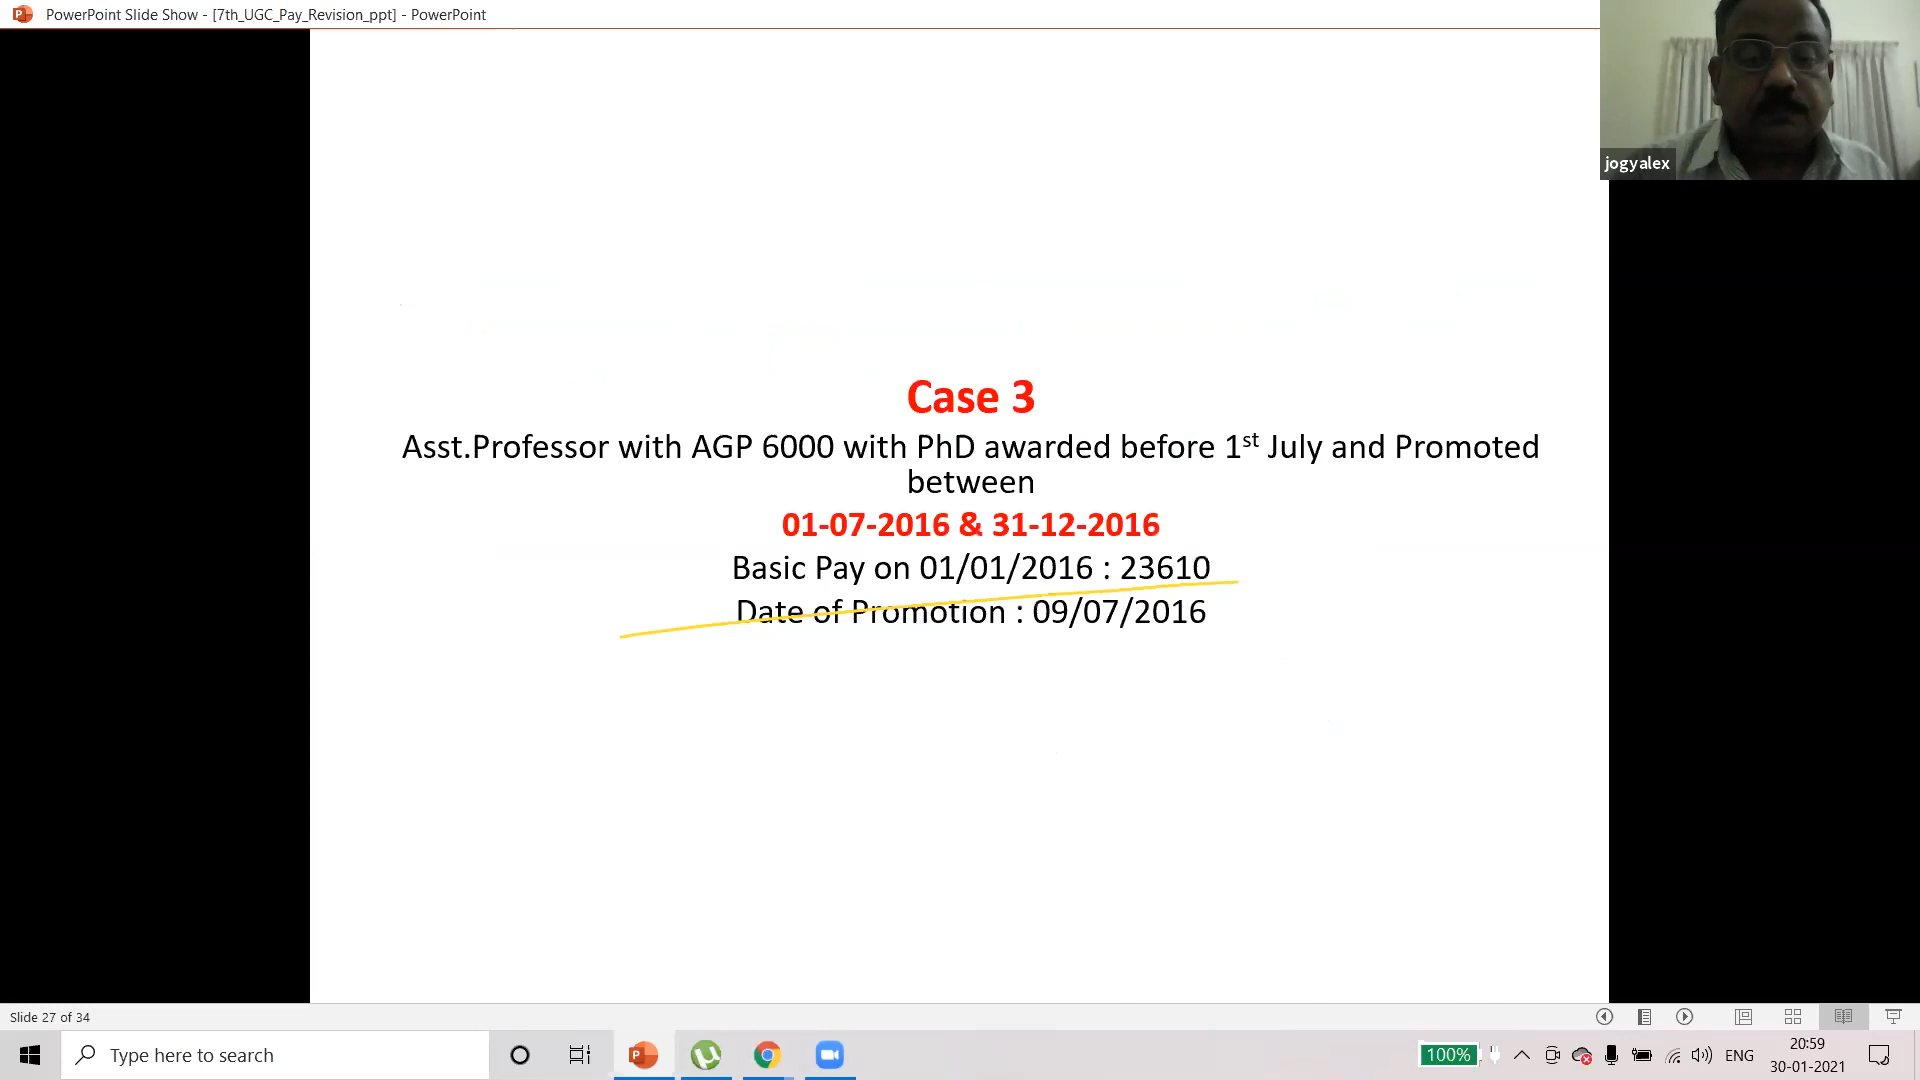 PowerPoint Slide Show - [7th_UGC_Pay_Revision_ppt] - PowerPoint
jogyalex
Case 3
Asst.Professor with AGP 6000 with PhD awarded before 1st July and Promoted
between
01-07-2016 & 31-12-2016
Basic Pay on 01/01/2016 : 23610
Date of Promotion : 09/07/2016
Slide 27 of 34
Type here to search
100%
ENG
20:59
30-01-2021